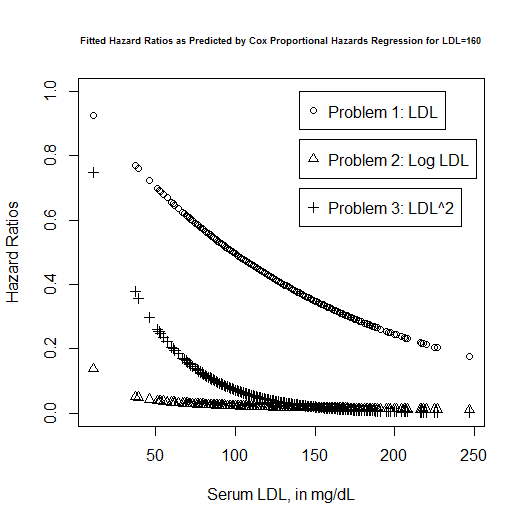 Fitted Hazard Ratios as Predicted by Cox Proportional Hazards Regression for LDL=160
Problem 1: LDL
Problem 2: Log LDL
Problem 3: LDL^2
Hazard Ratios
1.0
0.8
0.6
0.4
0.2
0.0
50 100 150 200 250
Serum LDL, in mg/dL